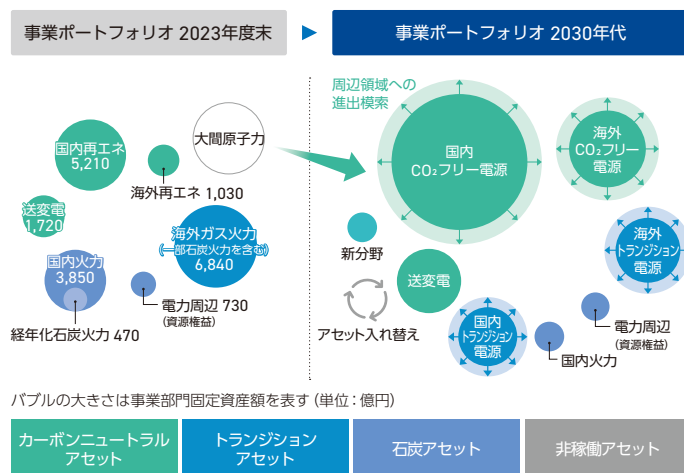 事業ポートフォリオ 2023年度末
事業ポートフォリオ 2030年代
国内再エネ
5,210
海外再エネ 1,030
大間原子力
送変電
1,720
海外ガス火力
(一部石炭火力を含む)
6,840
国内火力
3,850
経年化石炭火力 470
電力周辺 730
(資源権益)
周辺領域への
進出模索
国内
CO₂フリー電源
海外
CO₂フリー
電源
新分野
送変電
アセット入れ替え
海外
トランジション
電源
国内
トランジション
電源
国内火力
電力周辺
(資源権益)
バブルの大きさは事業部門固定資産額を表す (単位:億円)
カーボンニュートラル
アセット
トランジション
アセット
石炭アセット
非稼働アセット